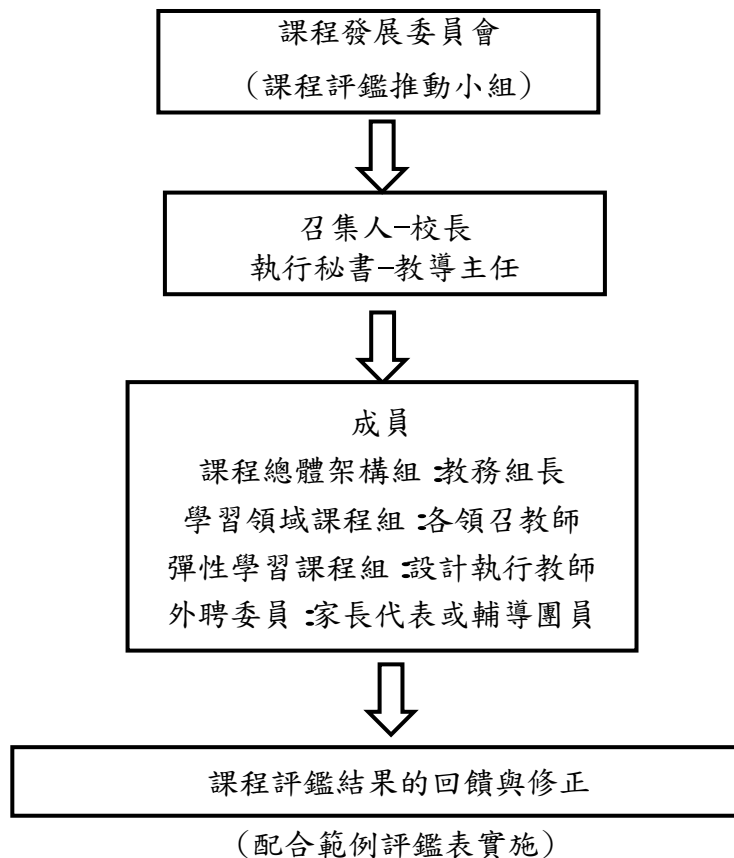 課程發展委員會
（課程評鑑推動小組）
召集人-校長
執行秘書-教導主任
成員
課程總體架構組：教務組長
學習領域課程組：各領召教師
彈性學習課程組：設計執行教師
外聘委員：家長代表或輔導團員
課程評鑑結果的回饋與修正
（配合範例評鑑表實施）